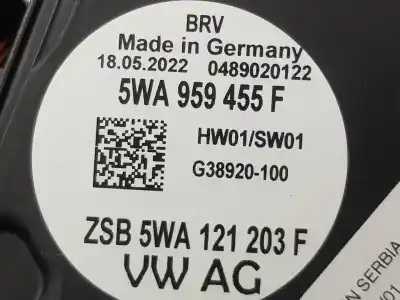 BRV
Made in Germany
18.05.2022 0489020122
5WA 959 455 F
HW01/SW01
G38920-100
ZSB 5WA 121 203 F
VW AG
N SERBIA